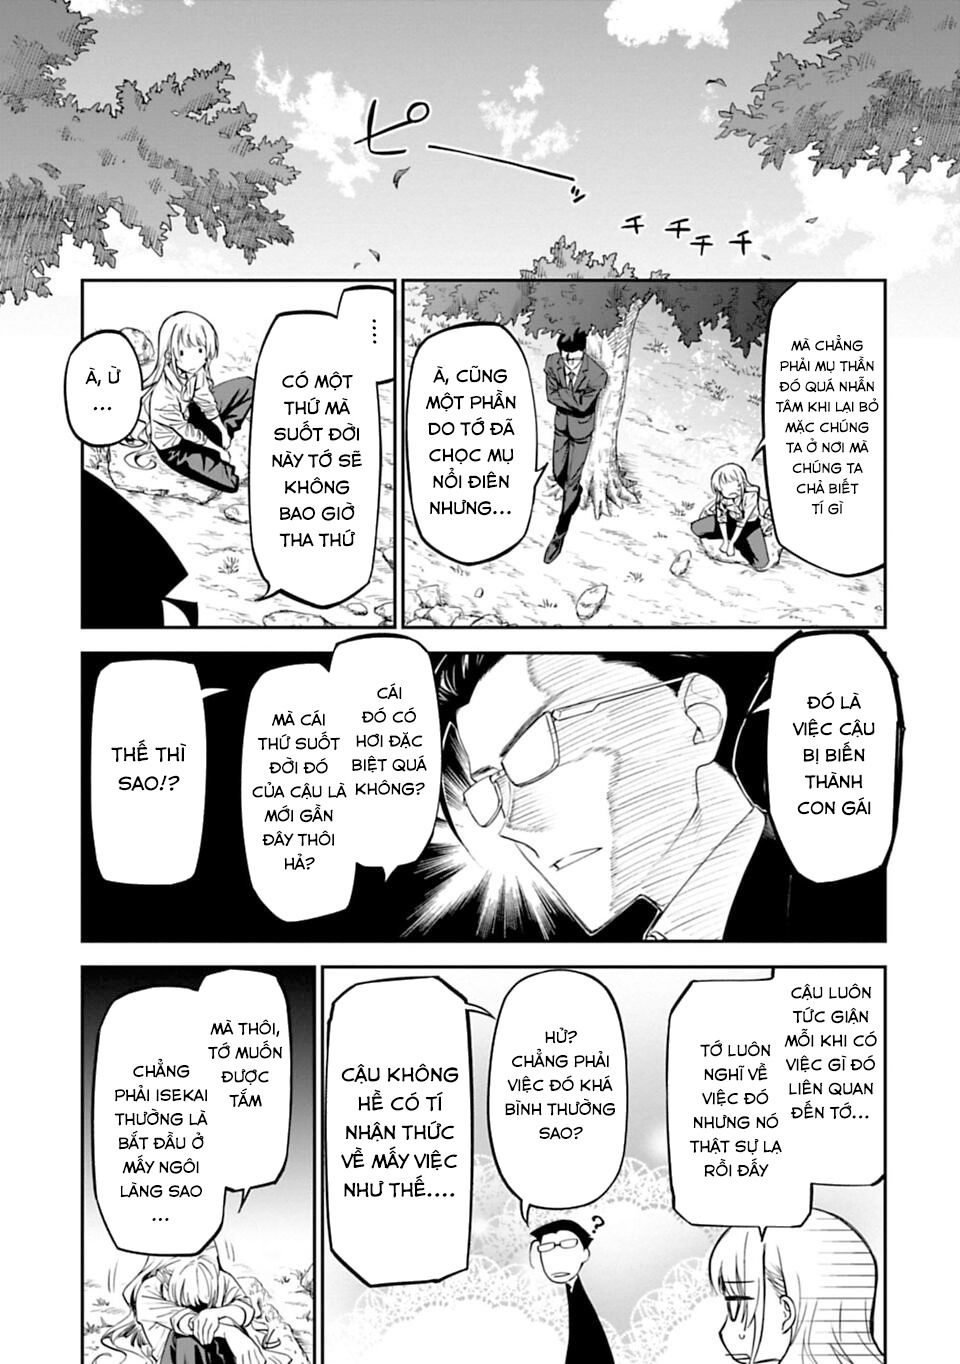 ピーッ
チチチチ
MÀ CHẲNG
PHẢI MỤ THẦN
ĐÓ QUÁ NHẪN
TÂM KHI LẠI BỎ
MẶC CHÚNG
TA Ở NƠI MÀ
CHÚNG TA
CHẢ BIẾT
TÍ GÌ
À, CŨNG
MỘT PHẦN
DO TỚ ĐÃ
CHỌC MỤ
NỔI ĐIÊN
NHƯNG...
...
CÓ MỘT
THỨ MÀ
SUỐT ĐỜI
NÀY TỚ SẼ
KHÔNG
BAO GIỜ
THA THỨ
À, Ừ
...
ĐÓ LÀ
VIỆC CẬU
BỊ BIẾN
THÀNH
CON GÁI
CÁI
ĐÓ CÓ
HƠI ĐẶC
BIỆT QUÁ
KHÔNG?
MÀ CÁI
THỨ SUỐT
ĐỜI ĐÓ
CỦA CẬU LÀ
MỚI GẦN
ĐÂY THÔI
HẢ?
THẾ THÌ
SAO!?
CẬU LUÔN
TỨC GIẬN
MỖI KHI CÓ
VIỆC GÌ ĐÓ
LIÊN QUAN
ĐẾN TỚ...
TỚ LUÔN
NGHĨ VỀ
VIỆC ĐÓ
NHƯNG NÓ
THẬT SỰ LẠ
RỒI ĐẤY
HỬ?
CHẲNG PHẢI
VIỆC ĐÓ KHÁ
BÌNH THƯỜNG
SAO?
?
CẬU KHÔNG
HỀ CÓ TÍ
NHẬN THỨC
VỀ MẤY VIỆC
NHƯ THẾ....
MÀ THÔI,
TỚ MUỐN
ĐƯỢC
TẮM
CHẲNG
PHẢI ISEKAI
THƯỜNG LÀ
BẮT ĐẦU Ở
MẤY NGÔI
LÀNG SAO
...